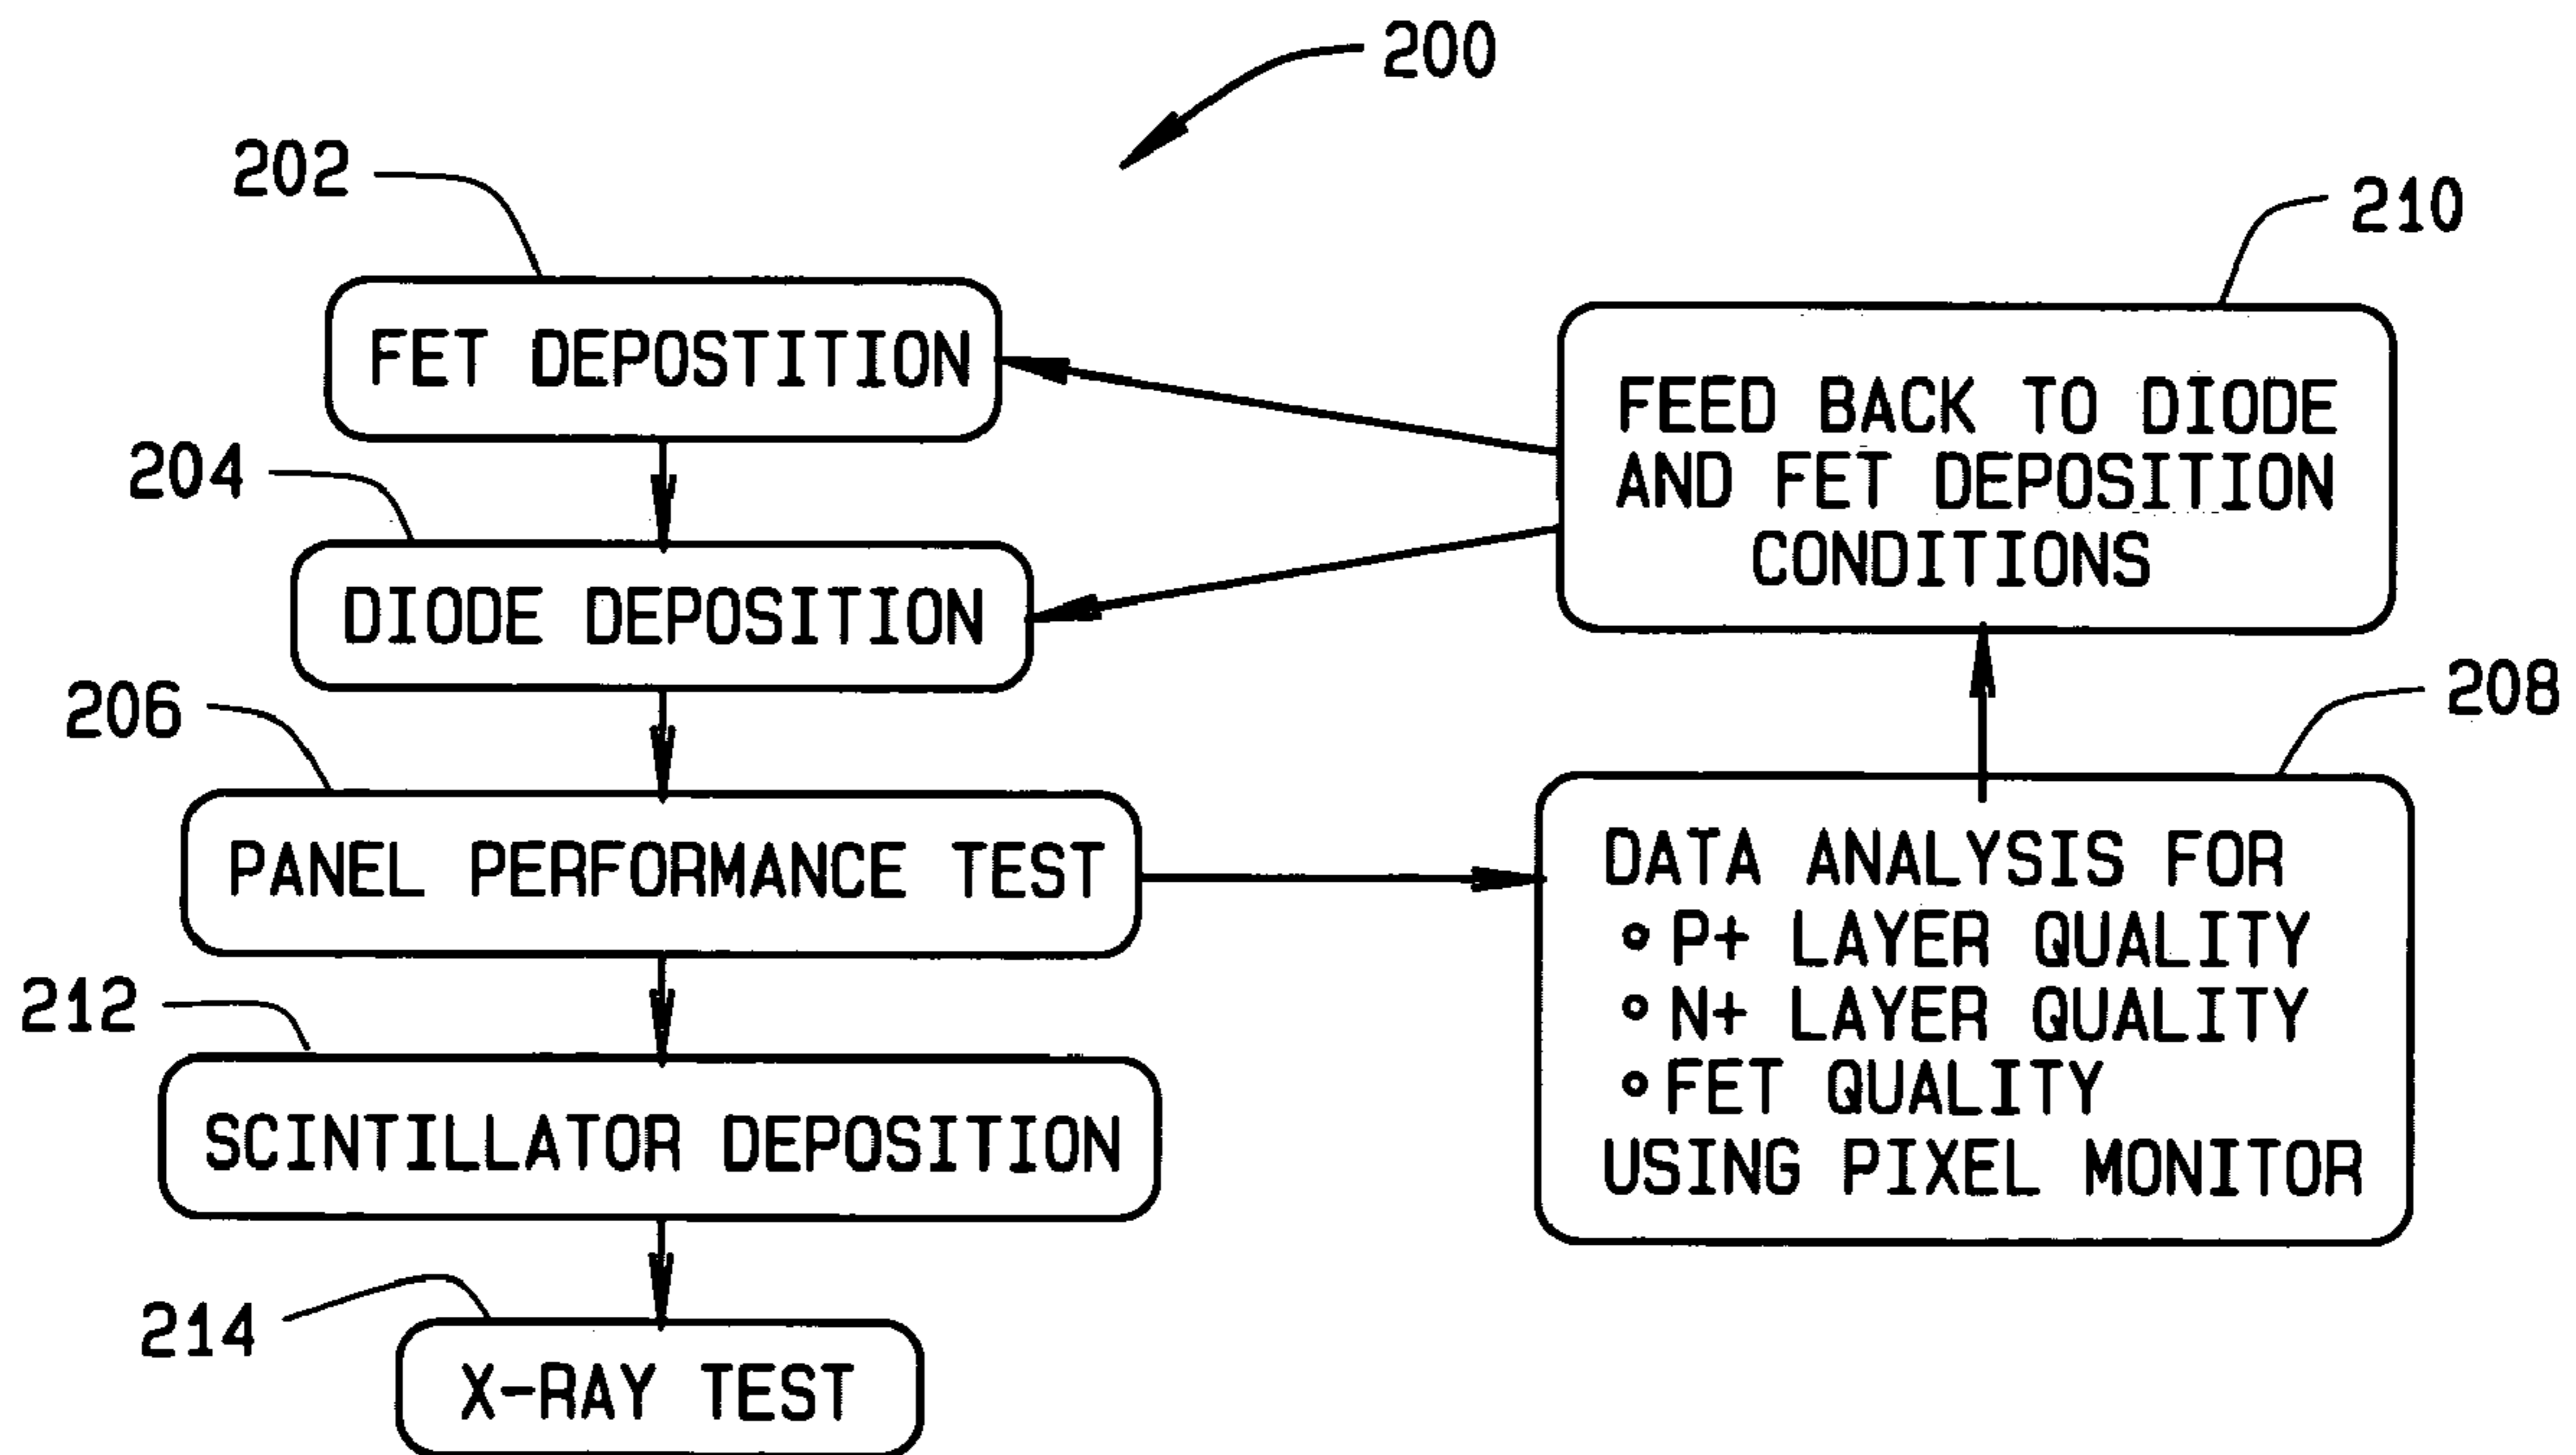 200
202
FET DEPOSTITION
204
DIODE DEPOSITION
206
PANEL PERFORMANCE TEST
212
SCINTILLATOR DEPOSITION
214
X-RAY TEST
210
FEED BACK TO DIODE
AND FET DEPOSITION
CONDITIONS
208
DATA ANALYSIS FOR
∘ P+ LAYER QUALITY
∘ N+ LAYER QUALITY
∘ FET QUALITY
USING PIXEL MONITOR